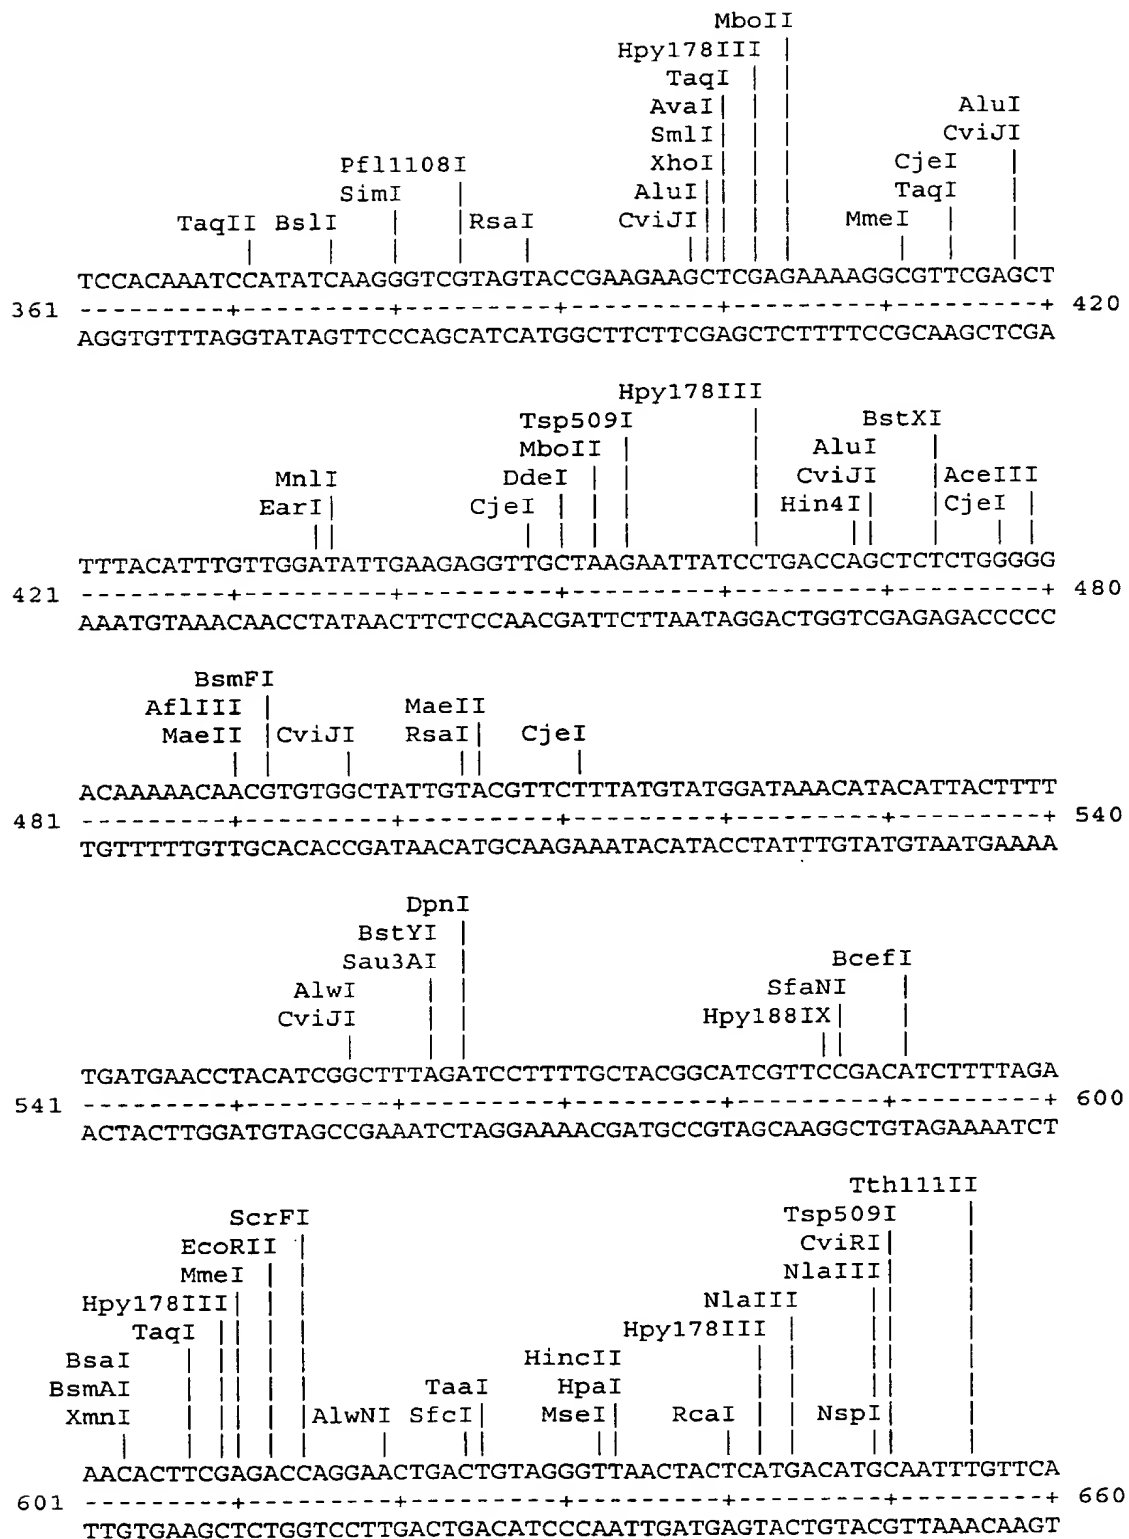 MboII
Hpy178III |
TaqI | |
AvaI| | | AluI
SmlI| | | CviJI
Pfl1108I XhoI| | | CjeI |
SimI | AluI|| | | TaqI |
TaqII BslI | | RsaI CviJI|| | | MmeI | |
TCCACAAATCCATATCAAGGGTCGTAGTACCGAAGAAGCTCGAGAAAAGGCGTTCGAGCT
361 ---------+---------+---------+---------+---------+---------+ 420
AGGTGTTTAGGTATAGTTCCCAGCATCATGGCTTCTTCGAGCTCTTTTCCGCAAGCTCGA
Hpy178III
Tsp509I | BstXI
MboII | | AluI |
MnlI DdeI | | | CviJI |AceIII
EarI| CjeI | | | | Hin4I| |CjeI |
TTTACATTTGTTGGATATTGAAGAGGTTGCTAAGAATTATCCTGACCAGCTCTCTGGGGG
421 ---------+---------+---------+---------+---------+---------+ 480
AAATGTAAACAACCTATAACTTCTCCAACGATTCTTAATAGGACTGGTCGAGAGACCCCC
BsmFI
AflIII | MaeII
MaeII |CviJI RsaI| CjeI
ACAAAAACAACGTGTGGCTATTGTACGTTCTTTATGTATGGATAAACATACATTACTTTT
481 ---------+---------+---------+---------+---------+---------+ 540
TGTTTTTGTTGCACACCGATAACATGCAAGAAATACATACCTATTTGTATGTAATGAAAA
DpnI
BstYI |
Sau3AI | BcefI
AlwI | | SfaNI |
CviJI | | Hpy188IX| |
TGATGAACCTACATCGGCTTTAGATCCTTTTGCTACGGCATCGTTCCGACATCTTTTAGA
541 ---------+---------+---------+---------+---------+---------+ 600
ACTACTTGGATGTAGCCGAAATCTAGGAAAACGATGCCGTAGCAAGGCTGTAGAAAATCT
Tth111II
ScrFI Tsp509I |
EcoRII | CviRI| |
MmeI | | NlaIII| |
Hpy178III| | | NlaIII || |
TaqI || | | Hpy178III | || |
BsaI | || | | HincII | | || |
BsmAI | || | | TaaI HpaI | | || |
XmnI | || | |AlwNI SfcI| MseI| RcaI | | NspI| |
AACACTTCGAGACCAGGAACTGACTGTAGGGTTAACTACTCATGACATGCAATTTGTTCA
601 ---------+---------+---------+---------+---------+---------+ 660
TTGTGAAGCTCTGGTCCTTGACTGACATCCCAATTGATGAGTACTGTACGTTAAACAAGT